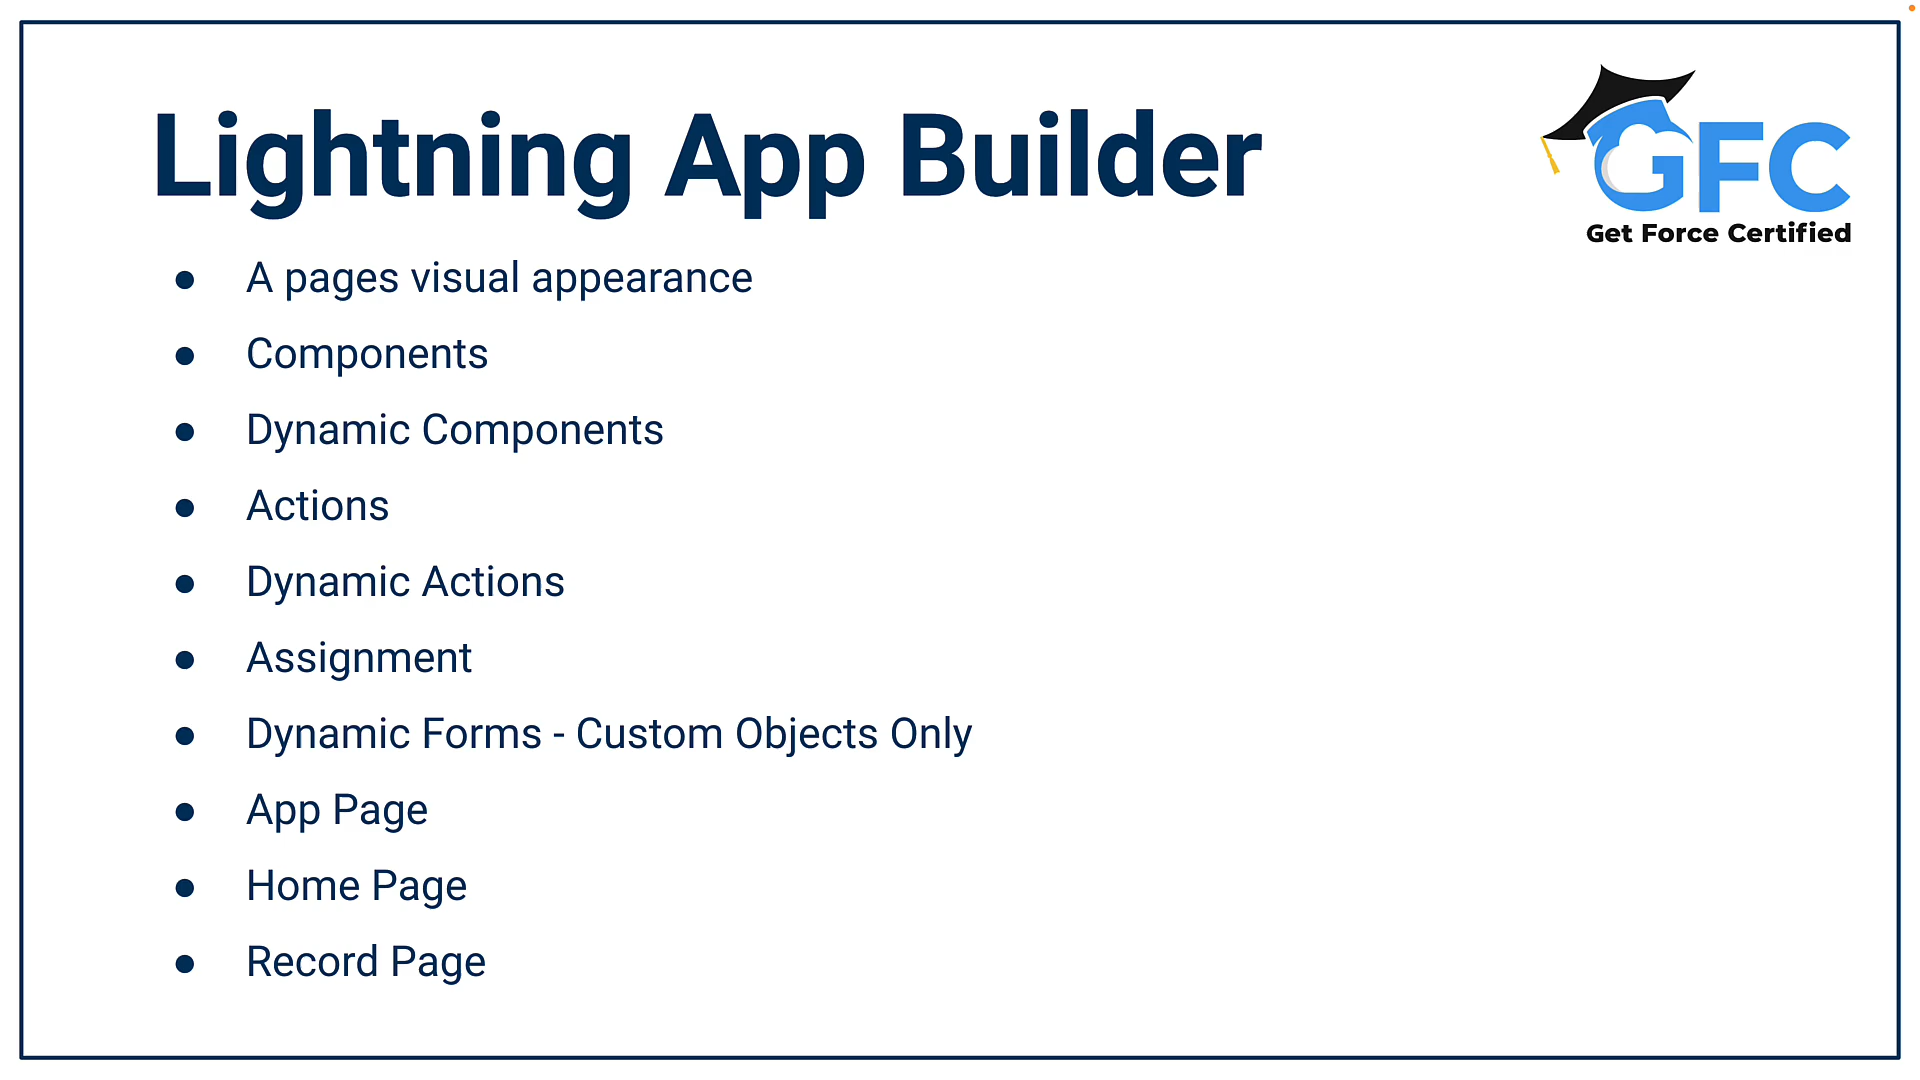 Lightning App Builder
GFC
Get Force Certified
● A pages visual appearance
● Components
● Dynamic Components
● Actions
● Dynamic Actions
● Assignment
● Dynamic Forms - Custom Objects Only
● App Page
● Home Page
● Record Page